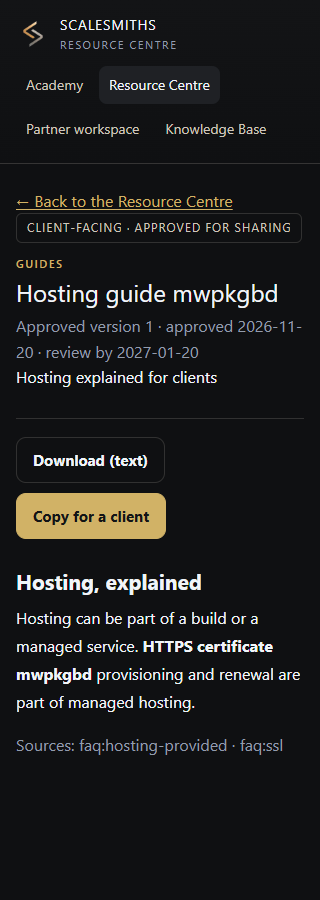 SCALESMITHS
RESOURCE CENTRE
Academy
Resource Centre
Partner workspace
Knowledge Base
← Back to the Resource Centre
CLIENT-FACING · APPROVED FOR SHARING
GUIDES
Hosting guide mwpkgbd
Approved version 1 · approved 2026-11-
20 · review by 2027-01-20
Hosting explained for clients
Download (text)
Copy for a client
Hosting, explained
Hosting can be part of a build or a
managed service. HTTPS certificate
mwpkgbd provisioning and renewal are
part of managed hosting.
Sources: faq:hosting-provided · faq:ssl